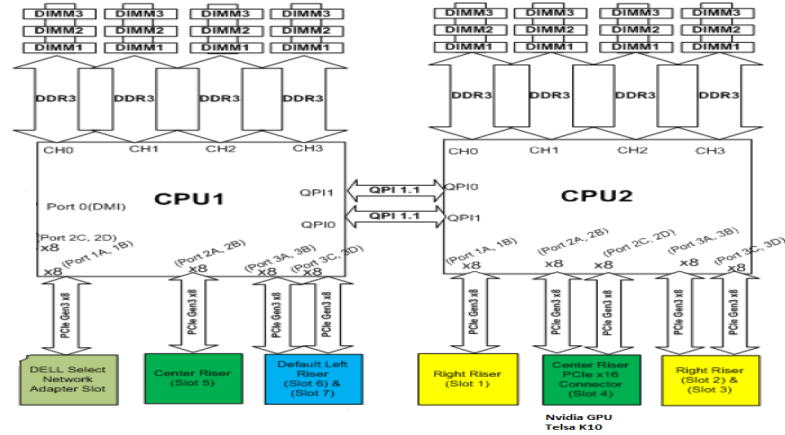 DIMM3 DIMM3 DIMM3 DIMM3 DIMM3 DIMM3 DIMM3 DIMM3
DIMM2 DIMM2 DIMM2 DIMM2 DIMM2 DIMM2 DIMM2 DIMM2
DIMM1 DIMM1 DIMM1 DIMM1 DIMM1 DIMM1 DIMM1 DIMM1
DDR3 DDR3 DDR3 DDR3 DDR3 DDR3 DDR3 DDR3
CH0 CH1 CH2 CH3
CPU1
Port 0(DMI)
QPI1
QPI0
(Port 2C, 2D)
x8
(Port 1A, 1B)
x8
(Port 2A, 2B)
x8
(Port 3A, 3B)
x8
(Port 3C, 3D)
x8
QPI 1.1
QPI 1.1
CH0 CH1 CH2 CH3
CPU2
QPI0
QPI1
(Port 1A, 1B)
x8
(Port 2A, 2B)
x8
(Port 2C, 2D)
x8
(Port 3A, 3B)
x8
(Port 3C, 3D)
x8
PCIe Gen3 x8
PCIe Gen3 x8
PCIe Gen3 x8
PCIe Gen3 x8
PCIe Gen3 x8
PCIe Gen3 x8
PCIe Gen3 x8
PCIe Gen3 x8
PCIe Gen3 x8
DELL Select
Network
Adapter Slot
Center Riser
(Slot 5)
Default Left
Riser
(Slot 6) &
(Slot 7)
Right Riser
(Slot 1)
Center Riser
PCIe x16
Connector
(Slot 4)
Right Riser
(Slot 2) &
(Slot 3)
Nvidia GPU
Telsa K10